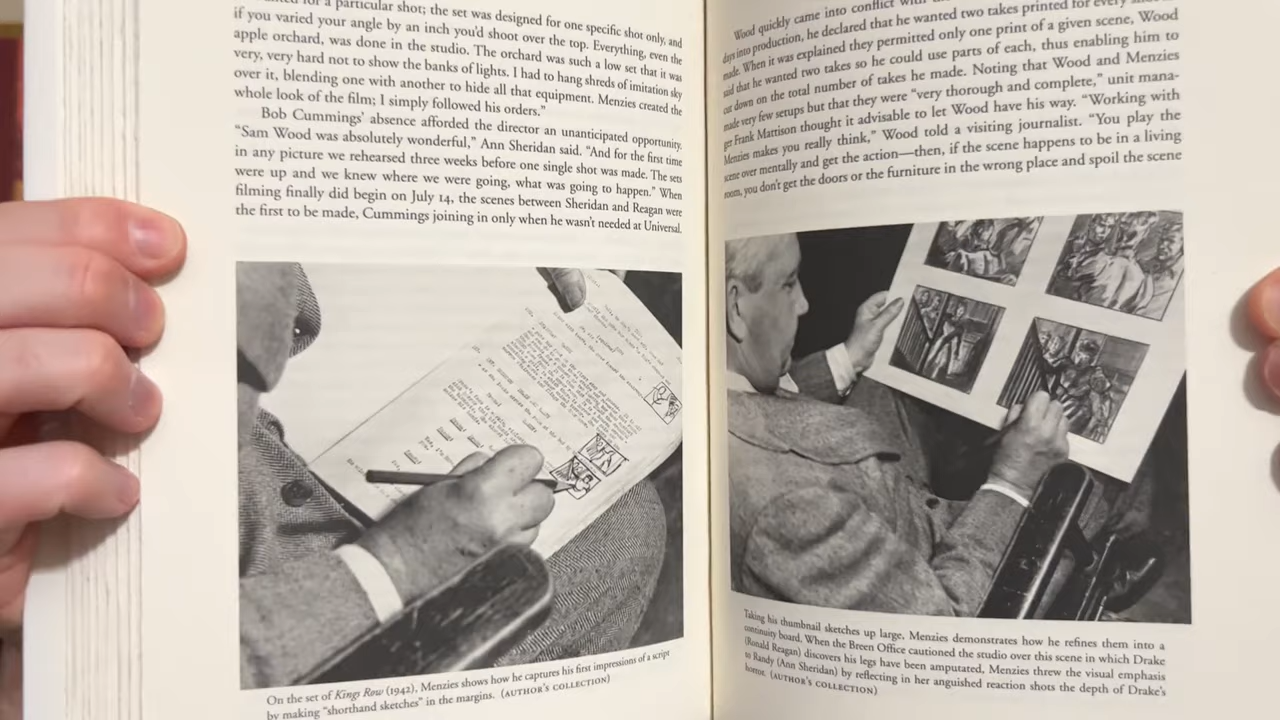 a particular shot; the set was designed for one specific shot only, and
if you varied your angle by an inch you'd shoot over the top. Everything, even the
apple orchard, was done in the studio. The orchard was such a low set that it was
very, very hard not to show the banks of lights. I had to hang shreds of imitation sky
over it, blending one with another to hide all that equipment. Menzies created the
whole look of the film; I simply followed his orders."
Bob Cummings' absence afforded the director an unanticipated opportunity.
"Sam Wood was absolutely wonderful," Ann Sheridan said. "And for the first time
in any picture we rehearsed three weeks before one single shot was made. The sets
were up and we knew where we were going, what was going to happen." When
filming finally did begin on July 14, the scenes between Sheridan and Reagan were
the first to be made, Cummings joining in only when he wasn't needed at Universal.
On the set of Kings Row (1942), Menzies shows how he captures his first impressions of a script
by making "shorthand sketches" in the margins. (AUTHOR'S COLLECTION)
Wood quickly came into conflict with
days into production, he declared that he wanted two takes printed for every
made. When it was explained they permitted only one print of a given scene, Wood
said that he wanted two takes so he could use parts of each, thus enabling him to
cut down on the total number of takes he made. Noting that Wood and Menzies
made very few setups but that they were "very thorough and complete," unit mana-
ger Frank Mattison thought it advisable to let Wood have his way. "Working with
Menzies makes you really think," Wood told a visiting journalist. "You play the
scene over mentally and get the action—then, if the scene happens to be in a living
room, you don't get the doors or the furniture in the wrong place and spoil the scene
Taking his thumbnail sketches up large, Menzies demonstrates how he refines them into a
continuity board. When the Breen Office cautioned the studio over this scene in which Drake
(Ronald Reagan) discovers his legs have been amputated, Menzies threw the visual emphasis
to Randy (Ann Sheridan) by reflecting in her anguished reaction shots the depth of Drake's
horror. (AUTHOR'S COLLECTION)